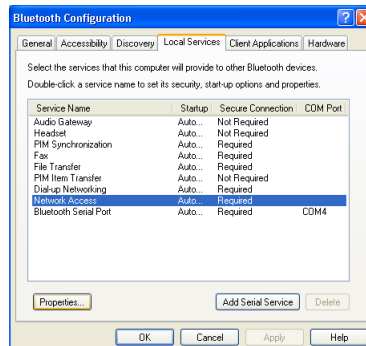 Bluetooth Configuration
General Accessibility Discovery Local Services Client Applications Hardware
Select the services that this computer will provide to other Bluetooth devices.
Double-click a service name to set its security, start-up options and properties.
Service Name Startup Secure Connection COM Port
Audio Gateway Auto... Not Required
Headset Auto... Not Required
PIM Synchronization Auto... Required
Fax Auto... Required
File Transfer Auto... Required
PIM Item Transfer Auto... Not Required
Dial-up Networking Auto... Required
Network Access Auto... Required
Bluetooth Serial Port Auto... Required COM4
Properties... Add Serial Service Delete
OK Cancel Apply Help